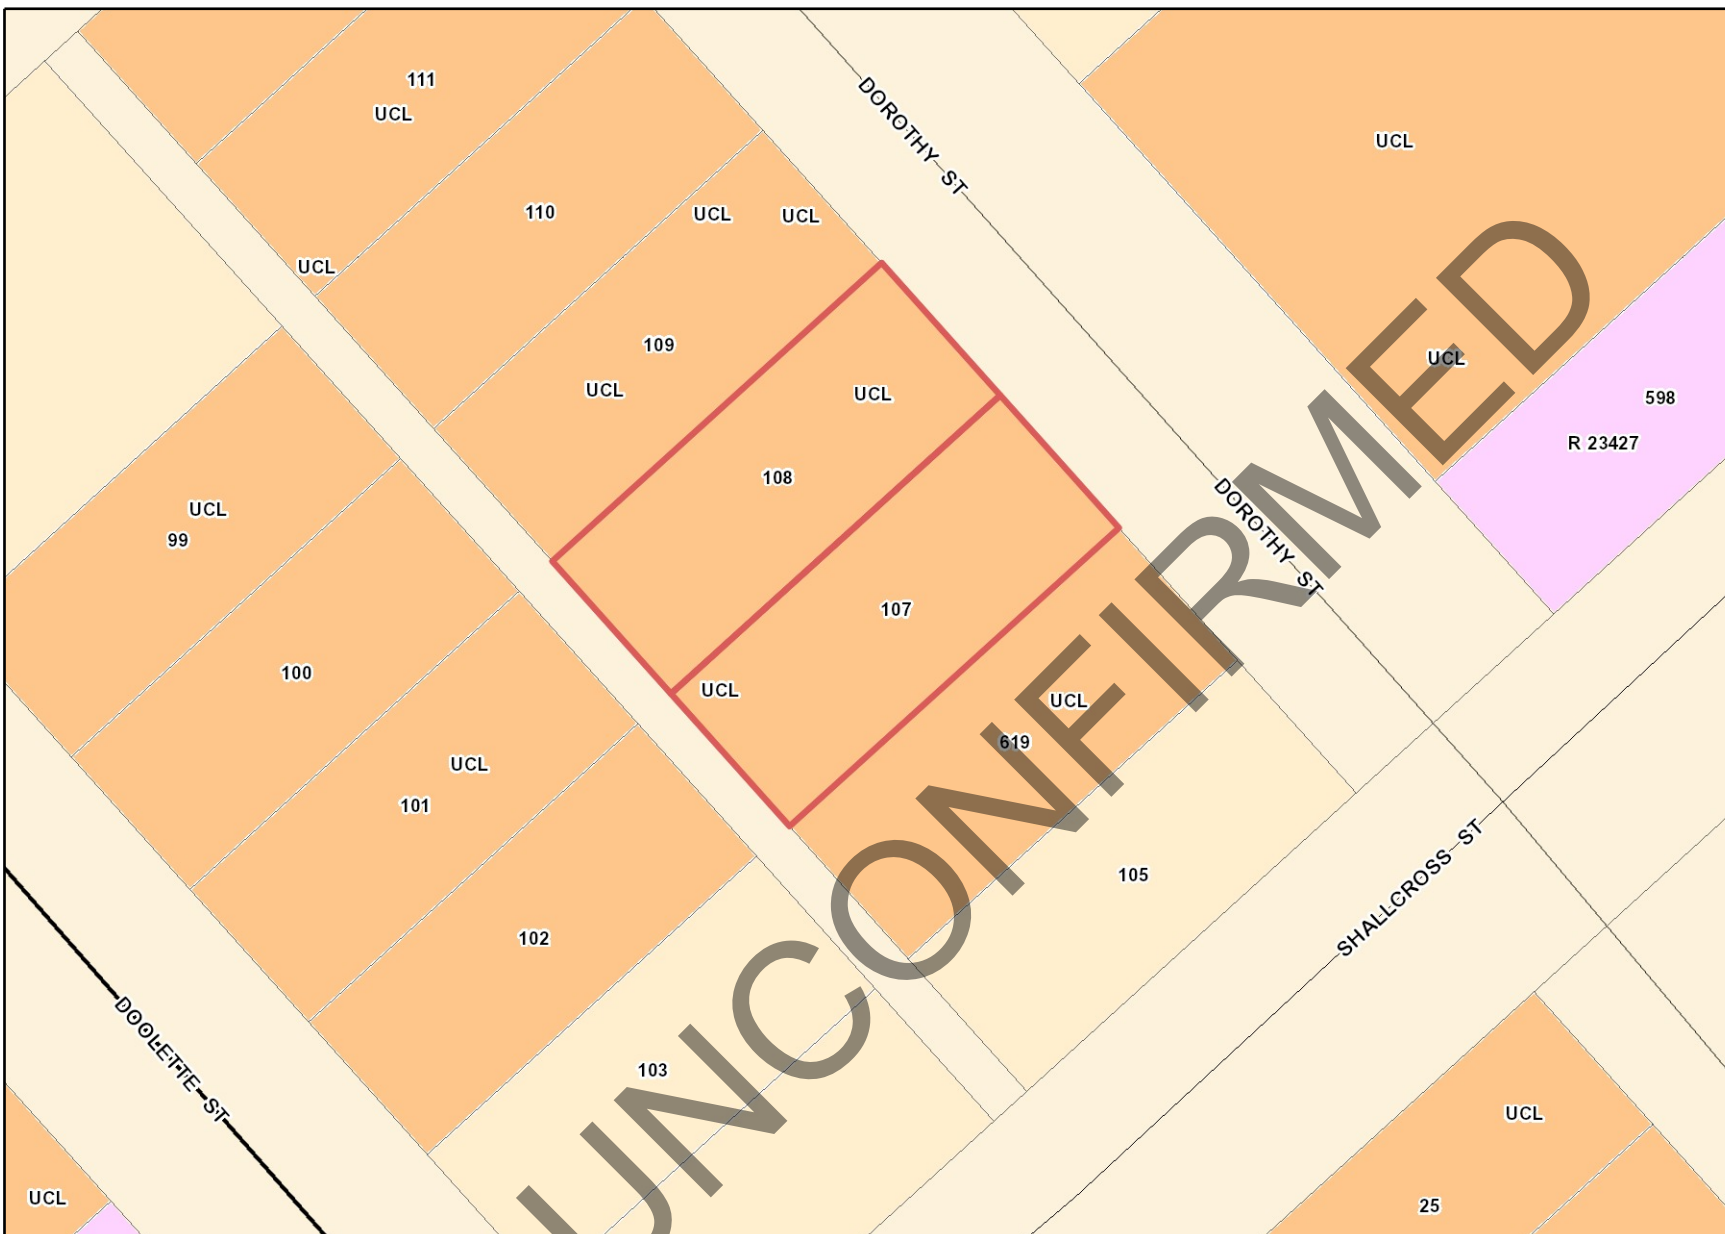 111
UCL
DOROTHY ST
UCL
110
UCL
UCL
UCL
109
UCL
UCL
UCL
598
R 23427
108
UCL
99
DOROTHY ST
107
100
UCL
UCL
619
UCL
101
105
SHALLCROSS ST
102
DOOLETTE ST
103
UCL
UCL
25
UNCONFIRMED